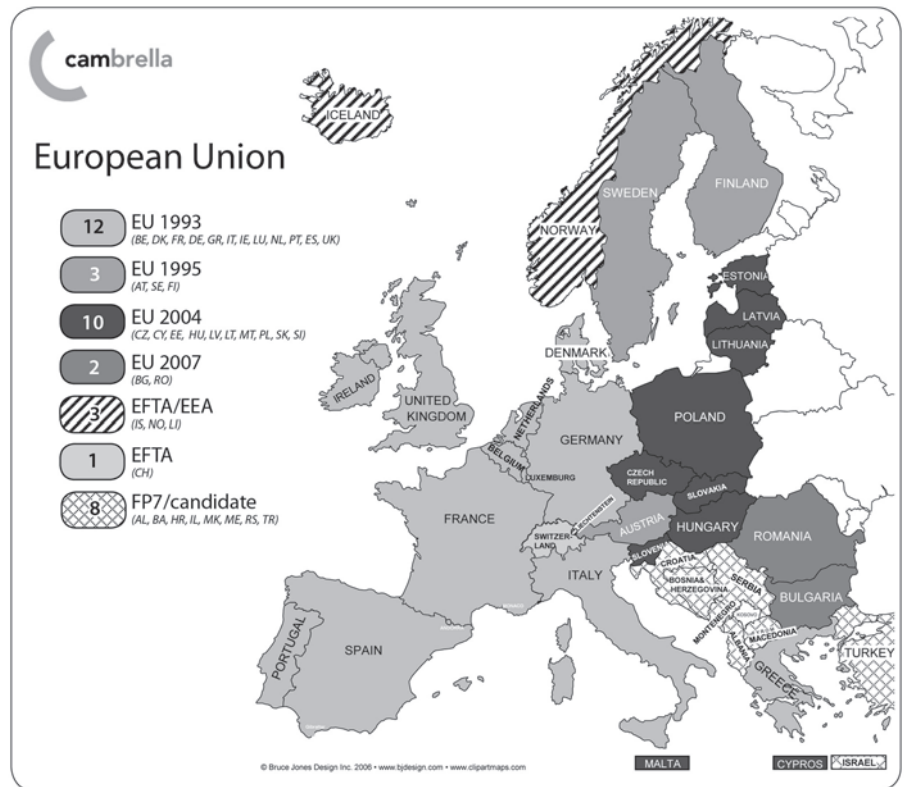 cambrella
European Union
12 EU 1993
(BE, DK, FR, DE, GR, IT, IE, LU, NL, PT, ES, UK)
3 EU 1995
(AT, SE, FI)
10 EU 2004
(CZ, CY, EE, HU, LV, LT, MT, PL, SK, SI)
2 EU 2007
(BG, RO)
3 EFTA/EEA
(IS, NO, LI)
1 EFTA
(CH)
8 FP7/candidate
(AL, BA, HR, IL, MK, ME, RS, TR)
ICELAND
SWEDEN
FINLAND
NORWAY
ESTONIA
LATVIA
LITHUANIA
DENMARK
IRELAND
UNITED
KINGDOM
NETHERLANDS
BELGIUM
LUXEMBURG
GERMANY
POLAND
CZECH
REPUBLIC
SLOVAKIA
LIECHTENSTEIN
AUSTRIA
HUNGARY
ROMANIA
FRANCE
SWITZER-
LAND
SLOVENIA
CROATIA
BOSNIA&
HERZEGOVINA
SERBIA
BULGARIA
ITALY
MONACO
MONTENEGRO
KOSOVO
MACEDONIA
ALBANIA
GREECE
TURKEY
PORTUGAL
SPAIN
MALTA
CYPROS
ISRAEL
© Bruce Jones Design Inc. 2006 • www.bjdesign.com • www.clipartmaps.com